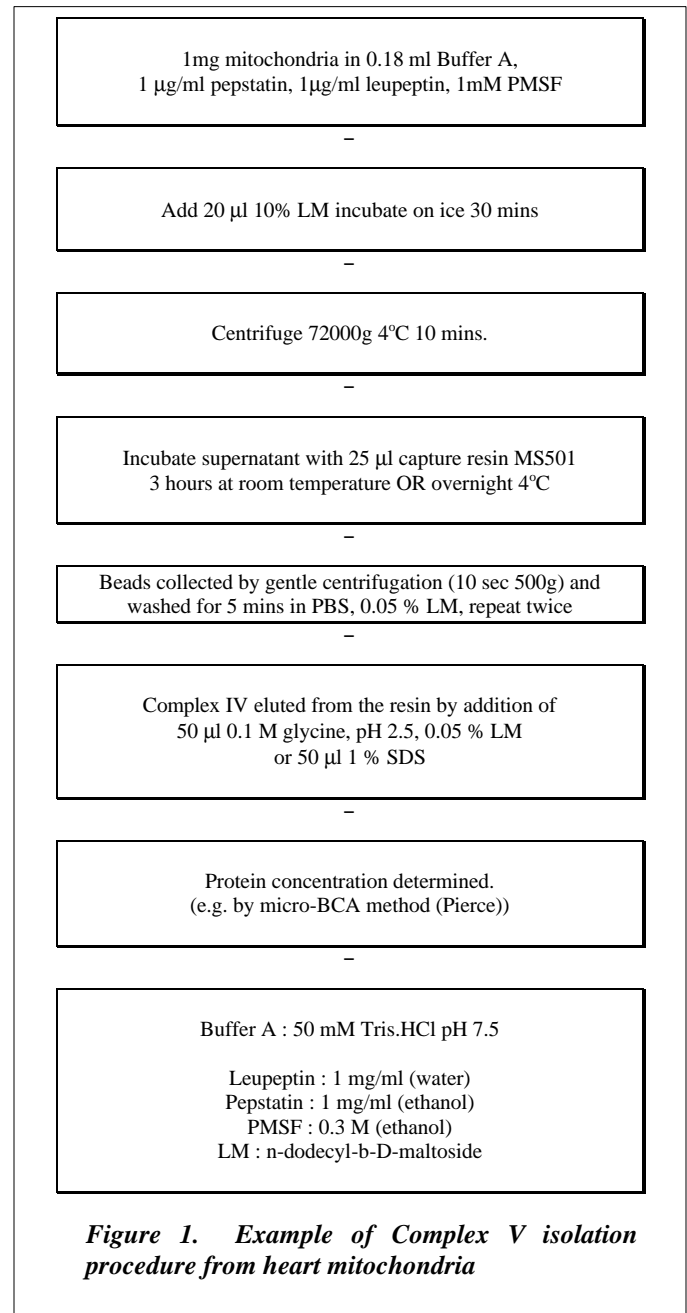 1mg mitochondria in 0.18 ml Buffer A,
1 µg/ml pepstatin, 1µg/ml leupeptin, 1mM PMSF
–
Add 20 µl 10% LM incubate on ice 30 mins
–
Centrifuge 72000g 4°C 10 mins.
–
Incubate supernatant with 25 µl capture resin MS501
3 hours at room temperature OR overnight 4°C
–
Beads collected by gentle centrifugation (10 sec 500g) and
washed for 5 mins in PBS, 0.05 % LM, repeat twice
–
Complex IV eluted from the resin by addition of
50 µl 0.1 M glycine, pH 2.5, 0.05 % LM
or 50 µl 1 % SDS
–
Protein concentration determined.
(e.g. by micro-BCA method (Pierce))
–
Buffer A : 50 mM Tris.HCl pH 7.5
Leupeptin : 1 mg/ml (water)
Pepstatin : 1 mg/ml (ethanol)
PMSF : 0.3 M (ethanol)
LM : n-dodecyl-b-D-maltoside
Figure 1. Example of Complex V isolation
procedure from heart mitochondria